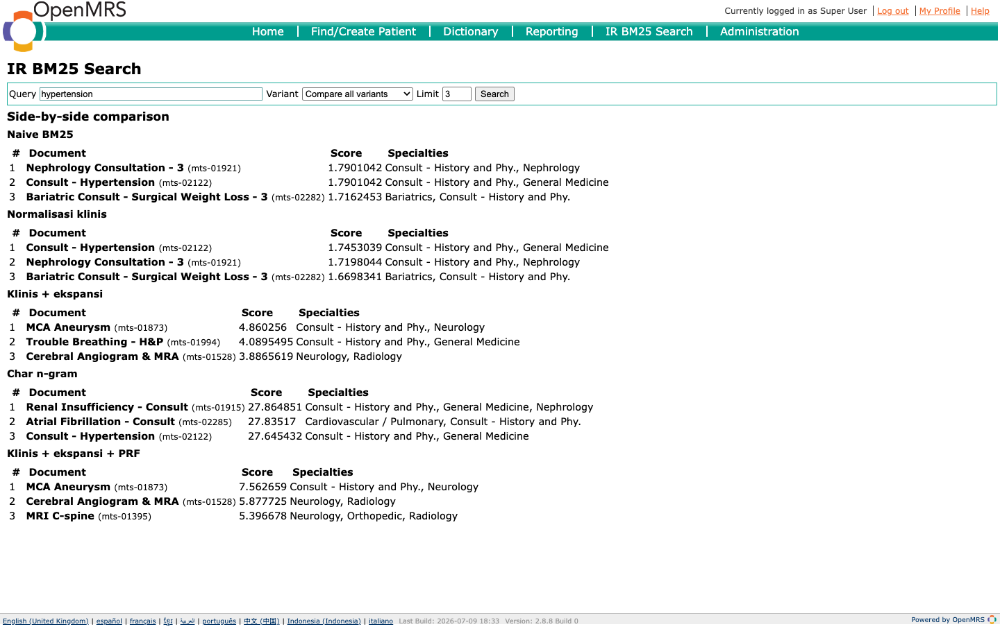 OpenMRS
Currently logged in as Super User | Log out | My Profile | Help
Home | Find/Create Patient | Dictionary | Reporting | IR BM25 Search | Administration
IR BM25 Search
Query hypertension Variant Compare all variants Limit 3 Search
Side-by-side comparison
Naive BM25
# Document Score Specialties
1 Nephrology Consultation - 3 (mts-01921) 1.7901042 Consult - History and Phy., Nephrology
2 Consult - Hypertension (mts-02122) 1.7901042 Consult - History and Phy., General Medicine
3 Bariatric Consult - Surgical Weight Loss - 3 (mts-02282) 1.7162453 Bariatrics, Consult - History and Phy.
Normalisasi klinis
# Document Score Specialties
1 Consult - Hypertension (mts-02122) 1.7453039 Consult - History and Phy., General Medicine
2 Nephrology Consultation - 3 (mts-01921) 1.7198044 Consult - History and Phy., Nephrology
3 Bariatric Consult - Surgical Weight Loss - 3 (mts-02282) 1.6698341 Bariatrics, Consult - History and Phy.
Klinis + ekspansi
# Document Score Specialties
1 MCA Aneurysm (mts-01873) 4.860256 Consult - History and Phy., Neurology
2 Trouble Breathing - H&P (mts-01994) 4.0895495 Consult - History and Phy., General Medicine
3 Cerebral Angiogram & MRA (mts-01528) 3.8865619 Neurology, Radiology
Char n-gram
# Document Score Specialties
1 Renal Insufficiency - Consult (mts-01915) 27.864851 Consult - History and Phy., General Medicine, Nephrology
2 Atrial Fibrillation - Consult (mts-02285) 27.83517 Cardiovascular / Pulmonary, Consult - History and Phy.
3 Consult - Hypertension (mts-02122) 27.645432 Consult - History and Phy., General Medicine
Klinis + ekspansi + PRF
# Document Score Specialties
1 MCA Aneurysm (mts-01873) 7.562659 Consult - History and Phy., Neurology
2 Cerebral Angiogram & MRA (mts-01528) 5.877725 Neurology, Radiology
3 MRI C-spine (mts-01395) 5.396678 Neurology, Orthopedic, Radiology
English (United Kingdom) | español | français | ខ្មែរ | العربية | português | 中文 (中国) | Indonesia (Indonesia) | italiano Last Build: 2026-07-09 18:33 Version: 2.8.8 Build 0 Powered by OpenMRS